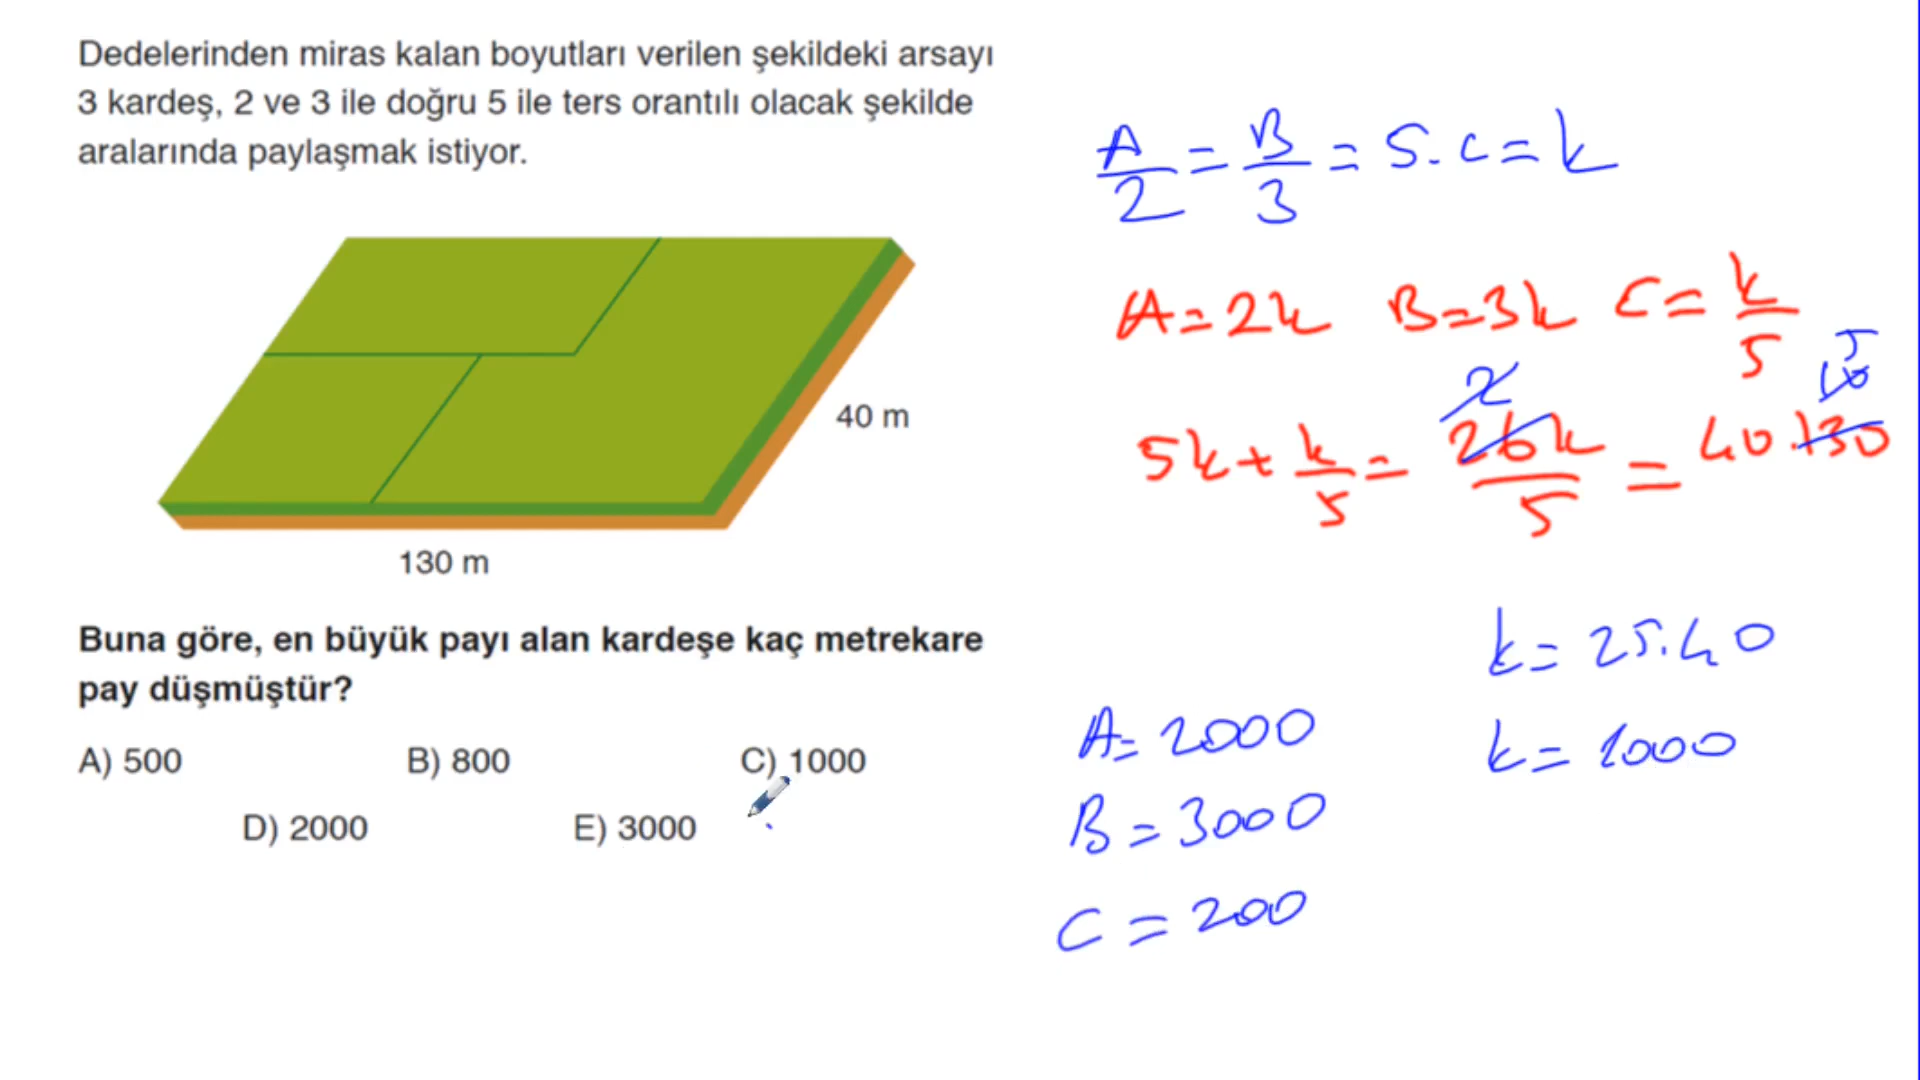 Dedelerinden miras kalan boyutları verilen şekildeki arsayı
3 kardeş, 2 ve 3 ile doğru 5 ile ters orantılı olacak şekilde
aralarında paylaşmak istiyor.
40 m
130 m
Buna göre, en büyük payı alan kardeşe kaç metrekare
pay düşmüştür?
A) 500 B) 800 C) 1000
D) 2000 E) 3000
A/2 = B/3 = 5.C = k
A=2k B=3k C=k/5
5k+k/5=26k/5=40.130
2
10
5
k=25.40
k=1000
A=2000
B=3000
C=200